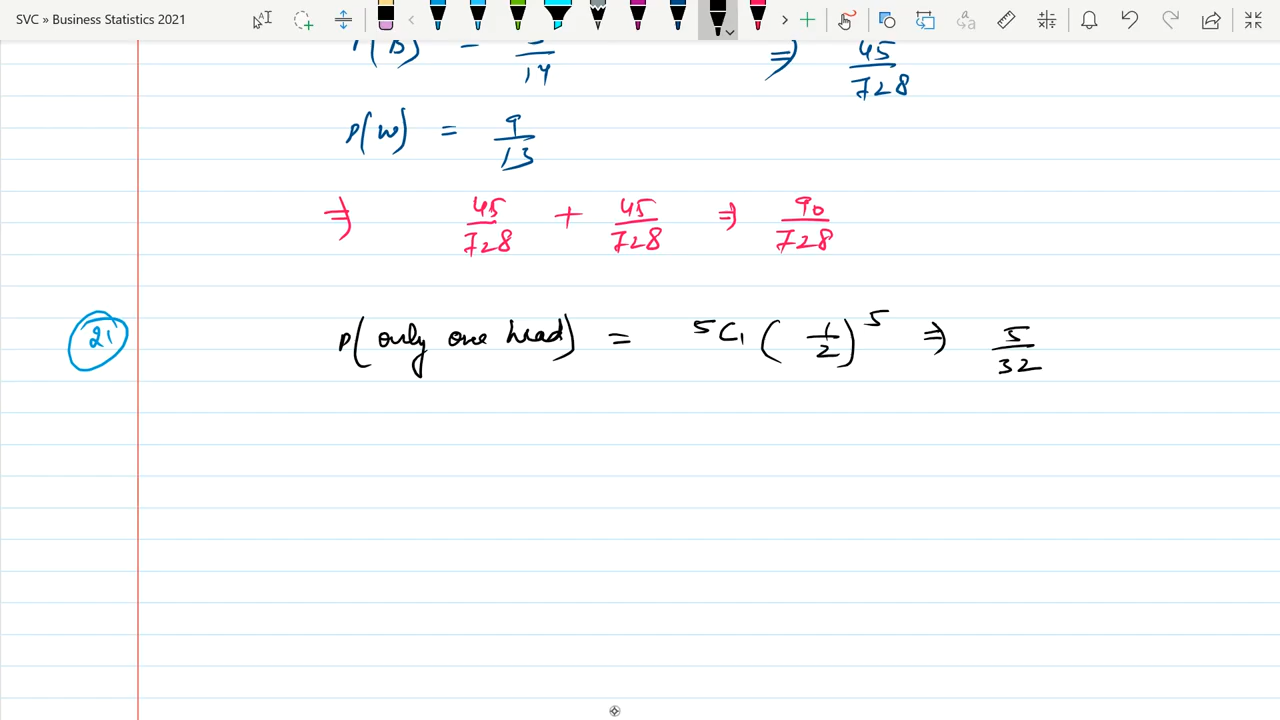 SVC » Business Statistics 2021
P(B) = /14 ⇒ 45/728
P(W) = 9/13
⇒ 45/728 + 45/728 ⇒ 90/728
21 P(only one head) = ⁵C₁ (1/2)⁵ ⇒ 5/32